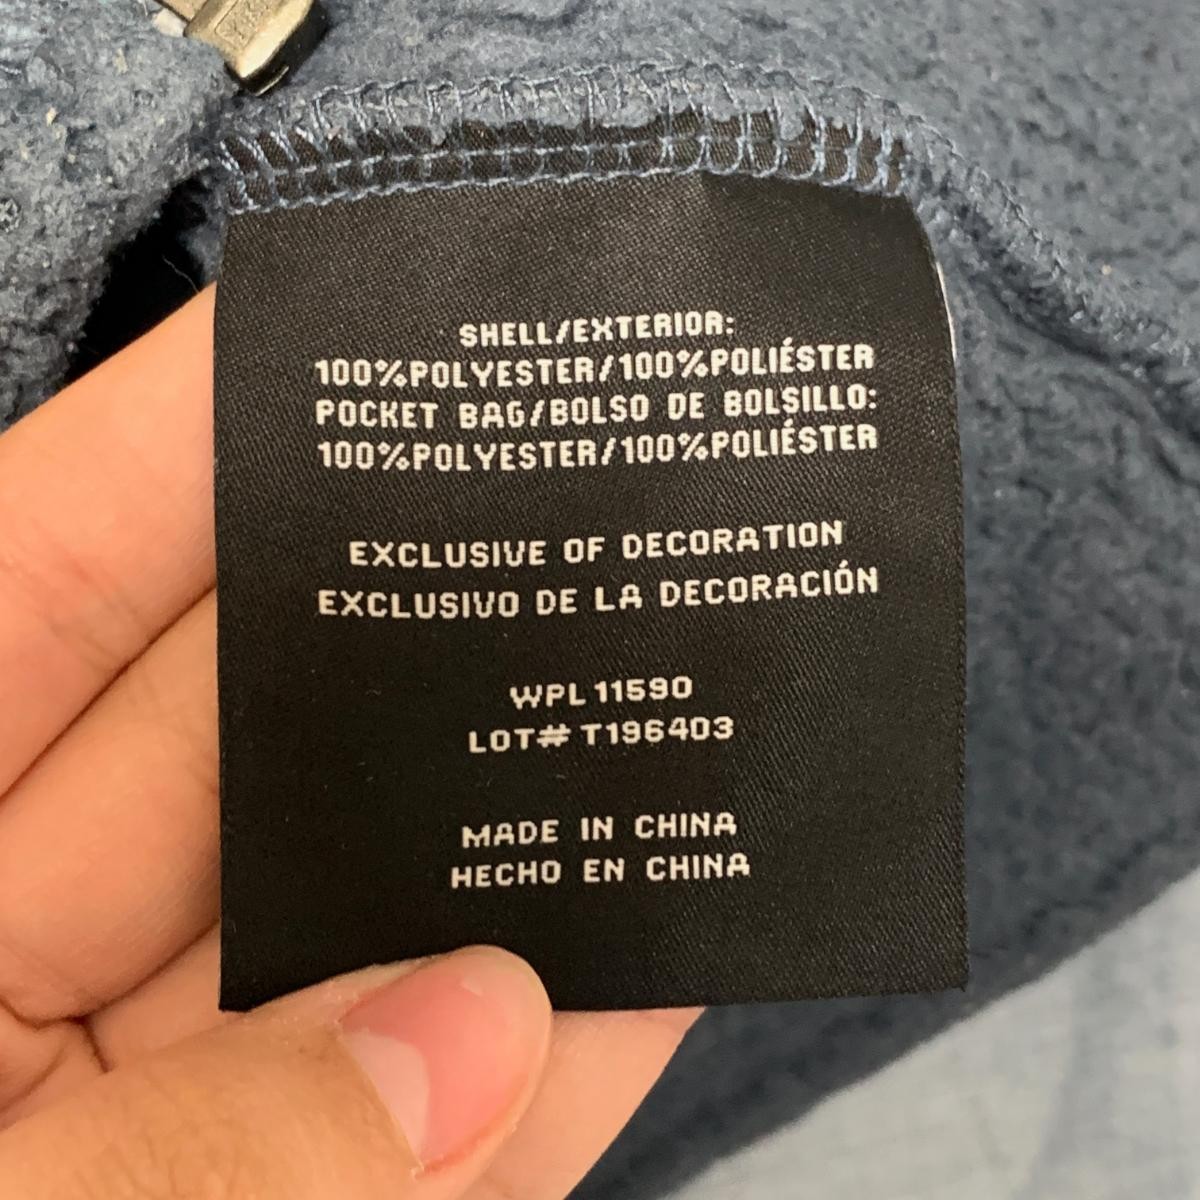 SHELL/EXTERIOR:
100%POLYESTER/100%POLIÉSTER
POCKET BAG/BOLSO DE BOLSILLO:
100%POLYESTER/100%POLIÉSTER
EXCLUSIVE OF DECORATION
EXCLUSIVO DE LA DECORACIÓN
WPL 11590
LOT# T196403
MADE IN CHINA
HECHO EN CHINA